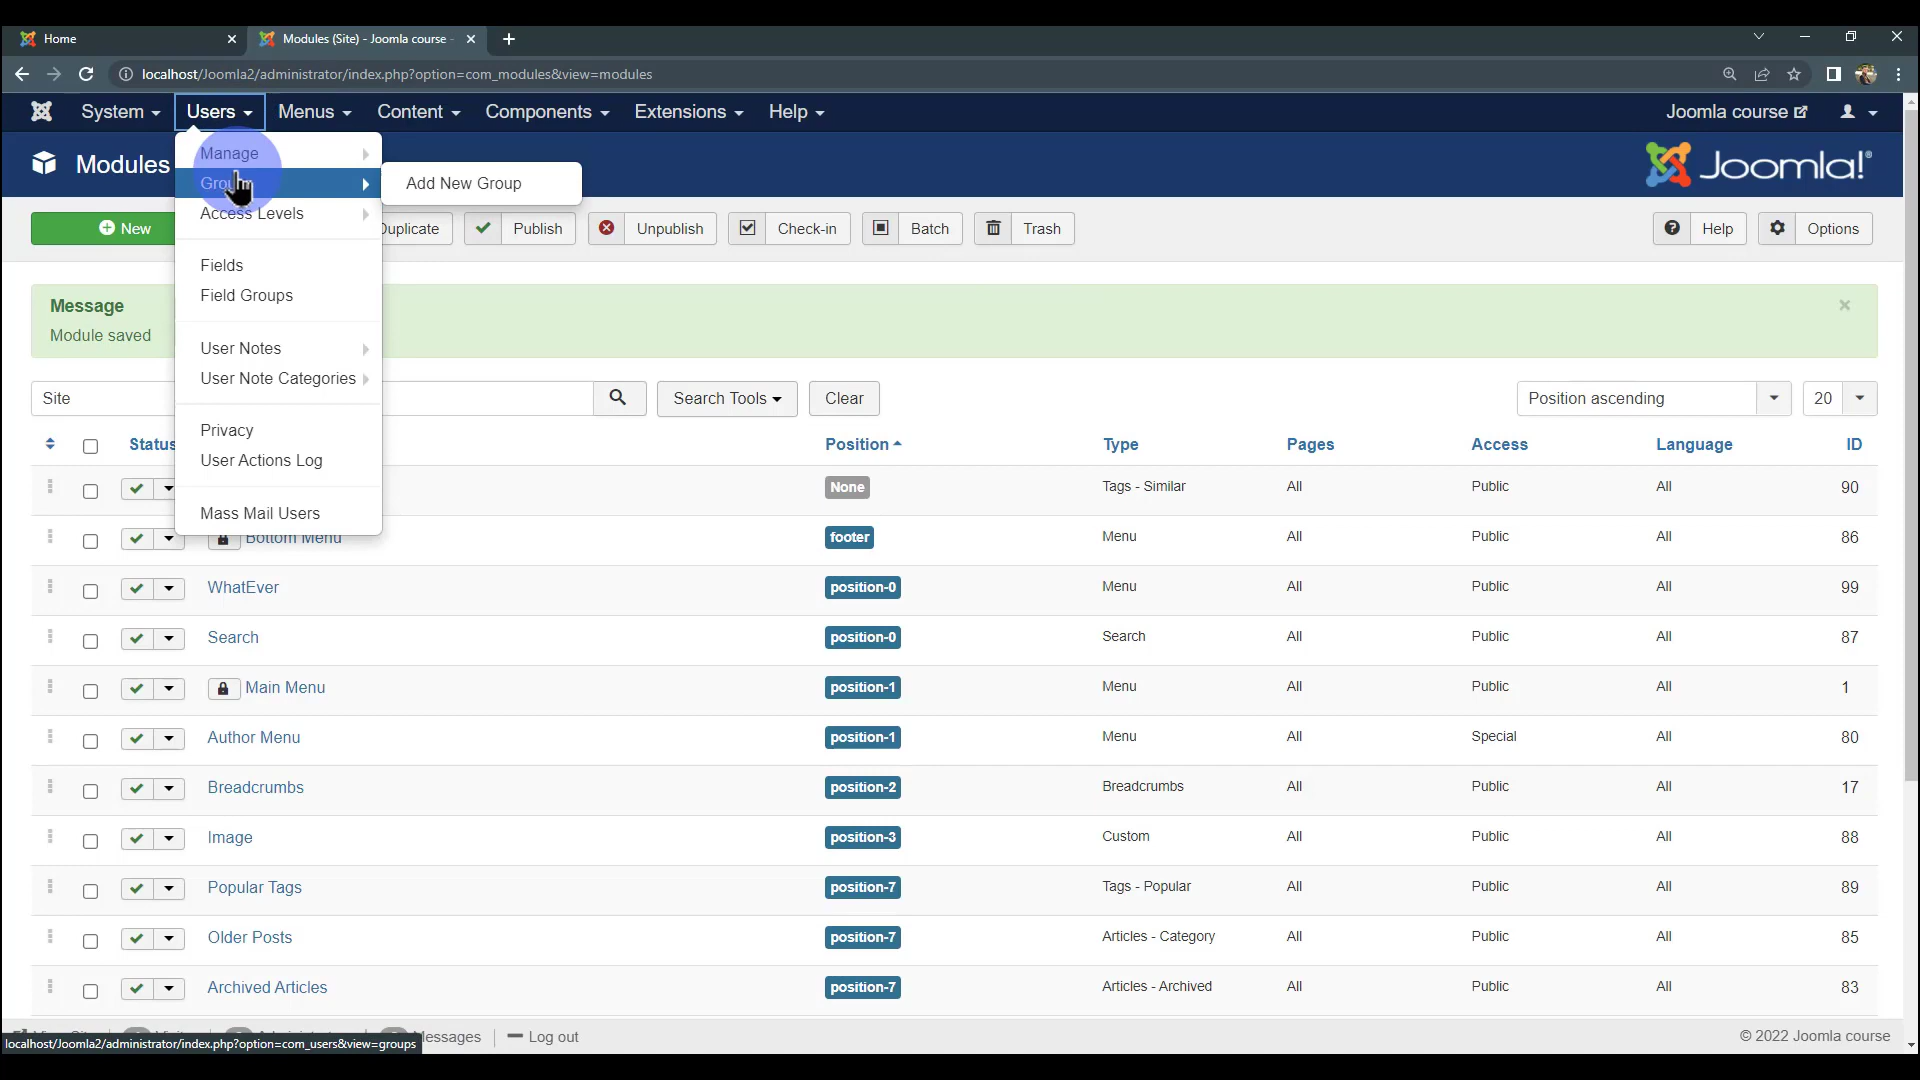 Home
Modules (Site) - Joomla course -
localhost/Joomla2/administrator/index.php?option=com_modules&view=modules
System Users Menus Content Components Extensions Help Joomla course
Modules
Joomla!®
Manage
Add New Group
Access Levels
Fields
Field Groups
User Notes
User Note Categories
Privacy
User Actions Log
Mass Mail Users
New Duplicate Publish Unpublish Check-in Batch Trash Help Options
Message
Module saved
Site Search Tools Clear Position ascending 20
Status Position Type Pages Access Language ID
None Tags - Similar All Public All 90
Bottom Menu footer Menu All Public All 86
WhatEver position-0 Menu All Public All 99
Search position-0 Search All Public All 87
Main Menu position-1 Menu All Public All 1
Author Menu position-1 Menu All Special All 80
Breadcrumbs position-2 Breadcrumbs All Public All 17
Image position-3 Custom All Public All 88
Popular Tags position-7 Tags - Popular All Public All 89
Older Posts position-7 Articles - Category All Public All 85
Archived Articles position-7 Articles - Archived All Public All 83
Messages Log out © 2022 Joomla course
localhost/Joomla2/administrator/index.php?option=com_users&view=groups